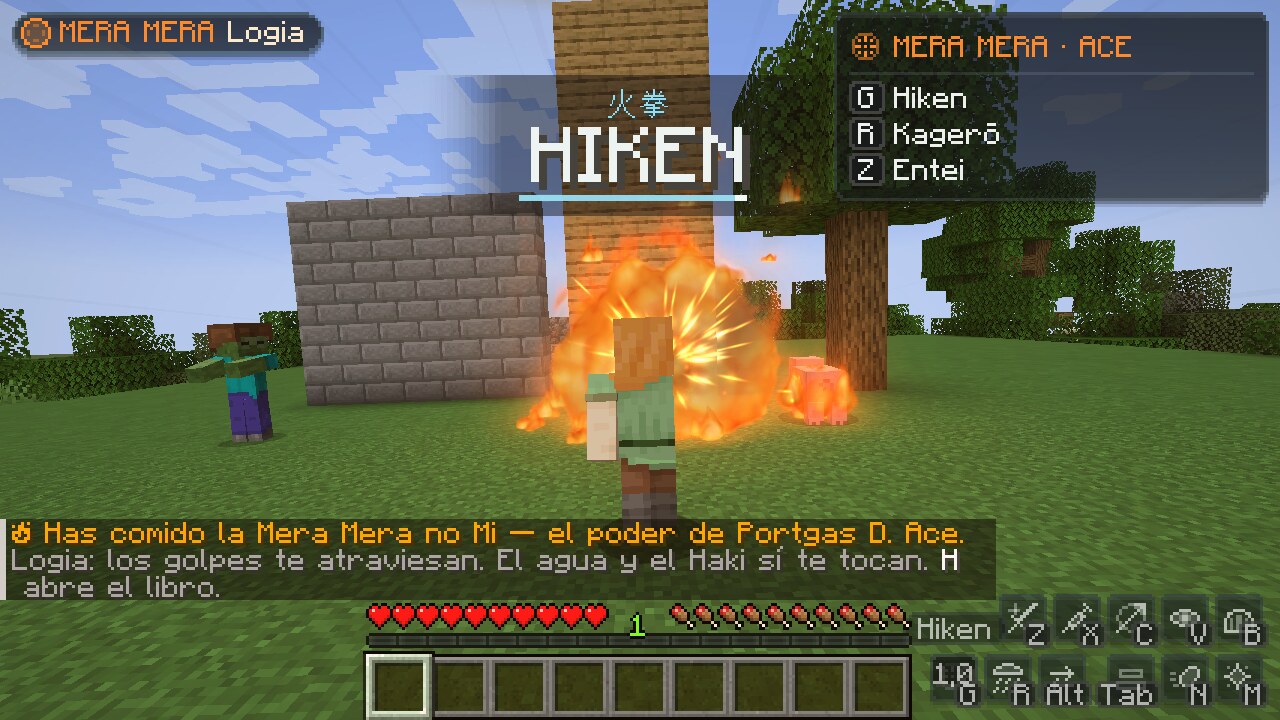 MERA MERA Logia
MERA MERA · ACE
G Hiken
R Kagerō
Z Entei
火拳
HIKEN
Has comido la Mera Mera no Mi — el poder de Portgas D. Ace.
Logia: los golpes te atraviesan. El agua y el Haki sí te tocan. H
abre el libro.
1
Hiken
Z X C V B
1,0
G R Alt Tab N M